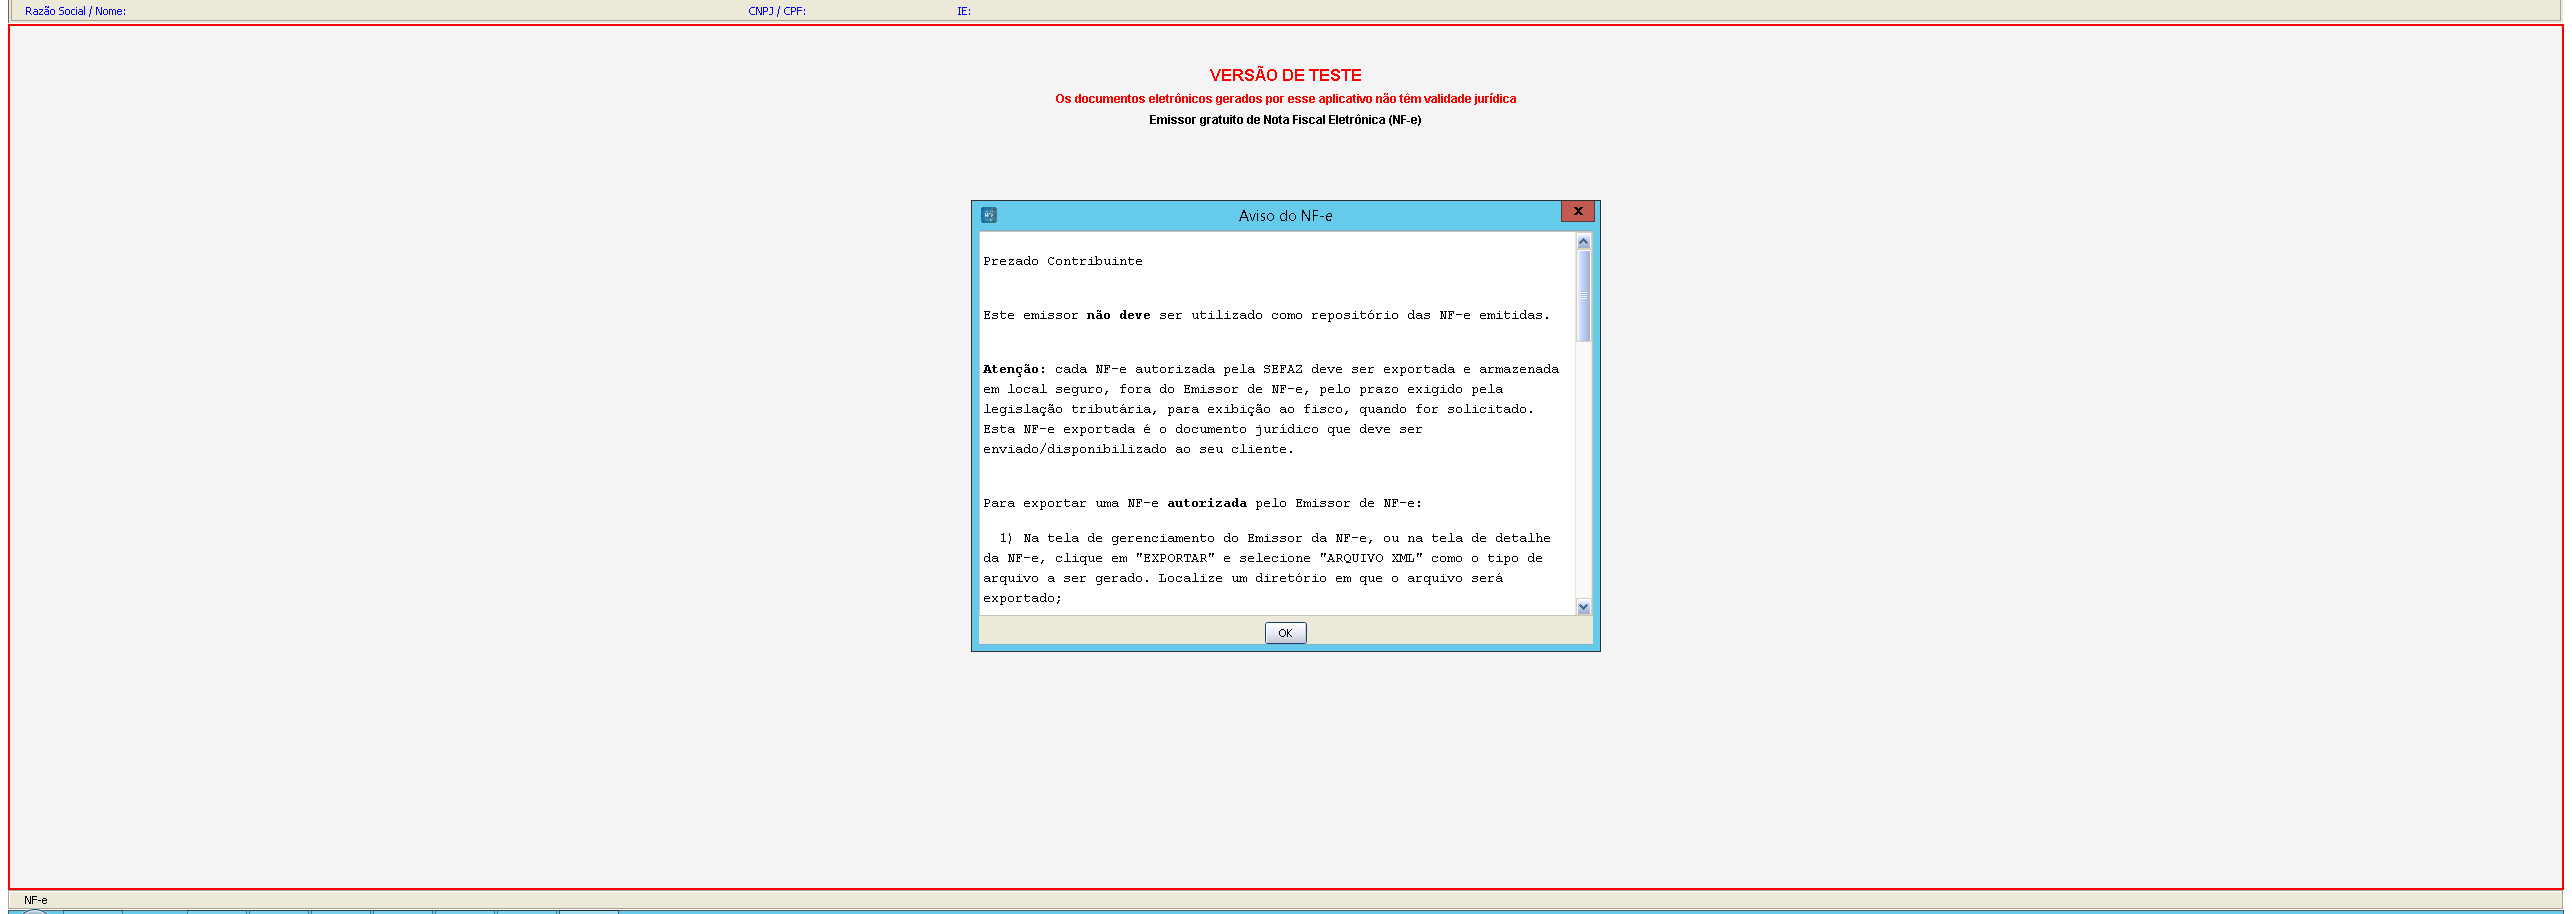 Razão Social / Nome: CNPJ / CPF: IE:
VERSÃO DE TESTE
Os documentos eletrônicos gerados por esse aplicativo não têm validade jurídica
Emissor gratuito de Nota Fiscal Eletrônica (NF-e)
Aviso do NF-e
Prezado Contribuinte
Este emissor não deve ser utilizado como repositório das NF-e emitidas.
Atenção: cada NF-e autorizada pela SEFAZ deve ser exportada e armazenada
em local seguro, fora do Emissor de NF-e, pelo prazo exigido pela
legislação tributária, para exibição ao fisco, quando for solicitado.
Esta NF-e exportada é o documento jurídico que deve ser
enviado/disponibilizado ao seu cliente.
Para exportar uma NF-e autorizada pelo Emissor de NF-e:
1) Na tela de gerenciamento do Emissor da NF-e, ou na tela de detalhe
da NF-e, clique em "EXPORTAR" e selecione "ARQUIVO XML" como o tipo de
arquivo a ser gerado. Localize um diretório em que o arquivo será
exportado;
OK
NF-e